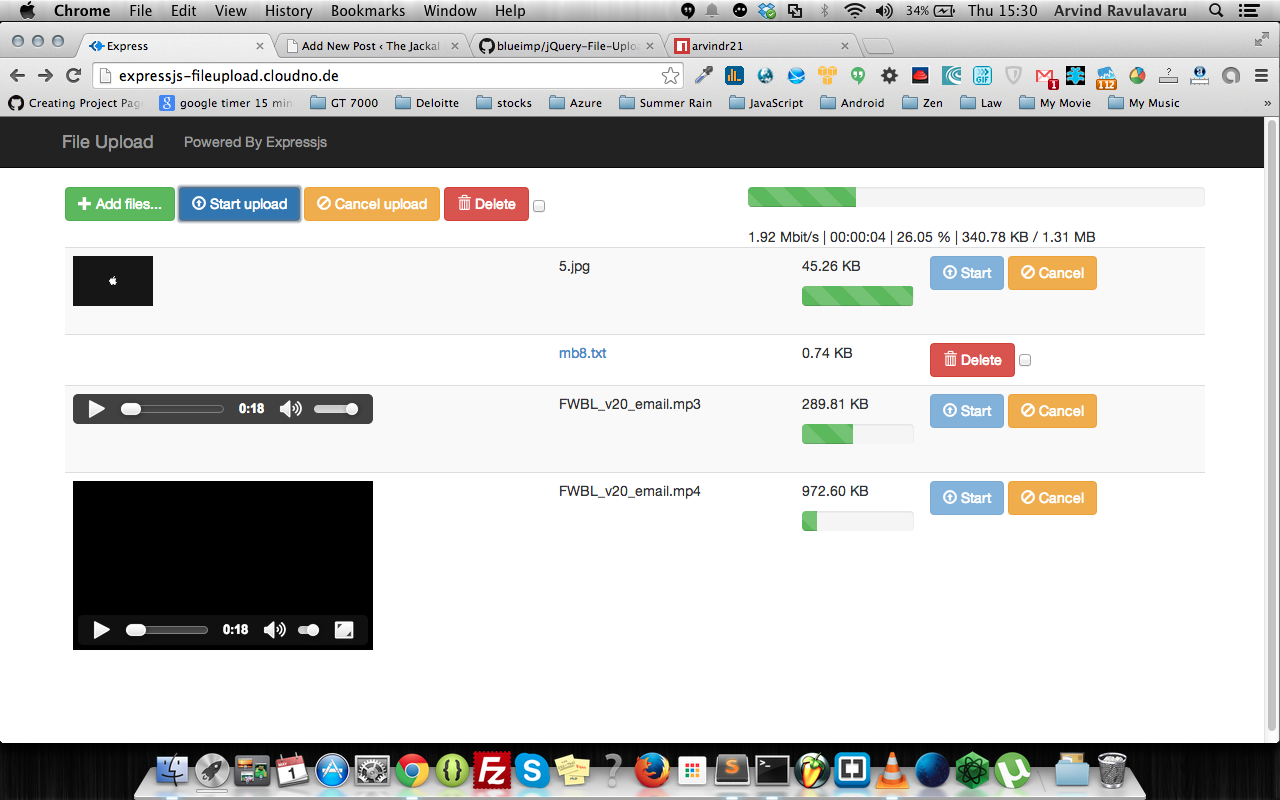 Chrome File Edit View History Bookmarks Window Help 34% Thu 15:30 Arvind Ravulavaru
Express Add New Post ‹ The Jackal blueimp/jQuery-File-Uplo arvindr21
expressjs-fileupload.cloudno.de GIF 1 112 ?
Creating Project Pag google timer 15 min GT 7000 Deloitte stocks Azure Summer Rain JavaScript Android Zen Law My Movie My Music »
File Upload Powered By Expressjs
Add files... Start upload Cancel upload Delete
1.92 Mbit/s | 00:00:04 | 26.05 % | 340.78 KB / 1.31 MB
5.jpg 45.26 KB Start Cancel
mb8.txt 0.74 KB Delete
0:18 FWBL_v20_email.mp3 289.81 KB Start Cancel
FWBL_v20_email.mp4 972.60 KB Start Cancel
0:18